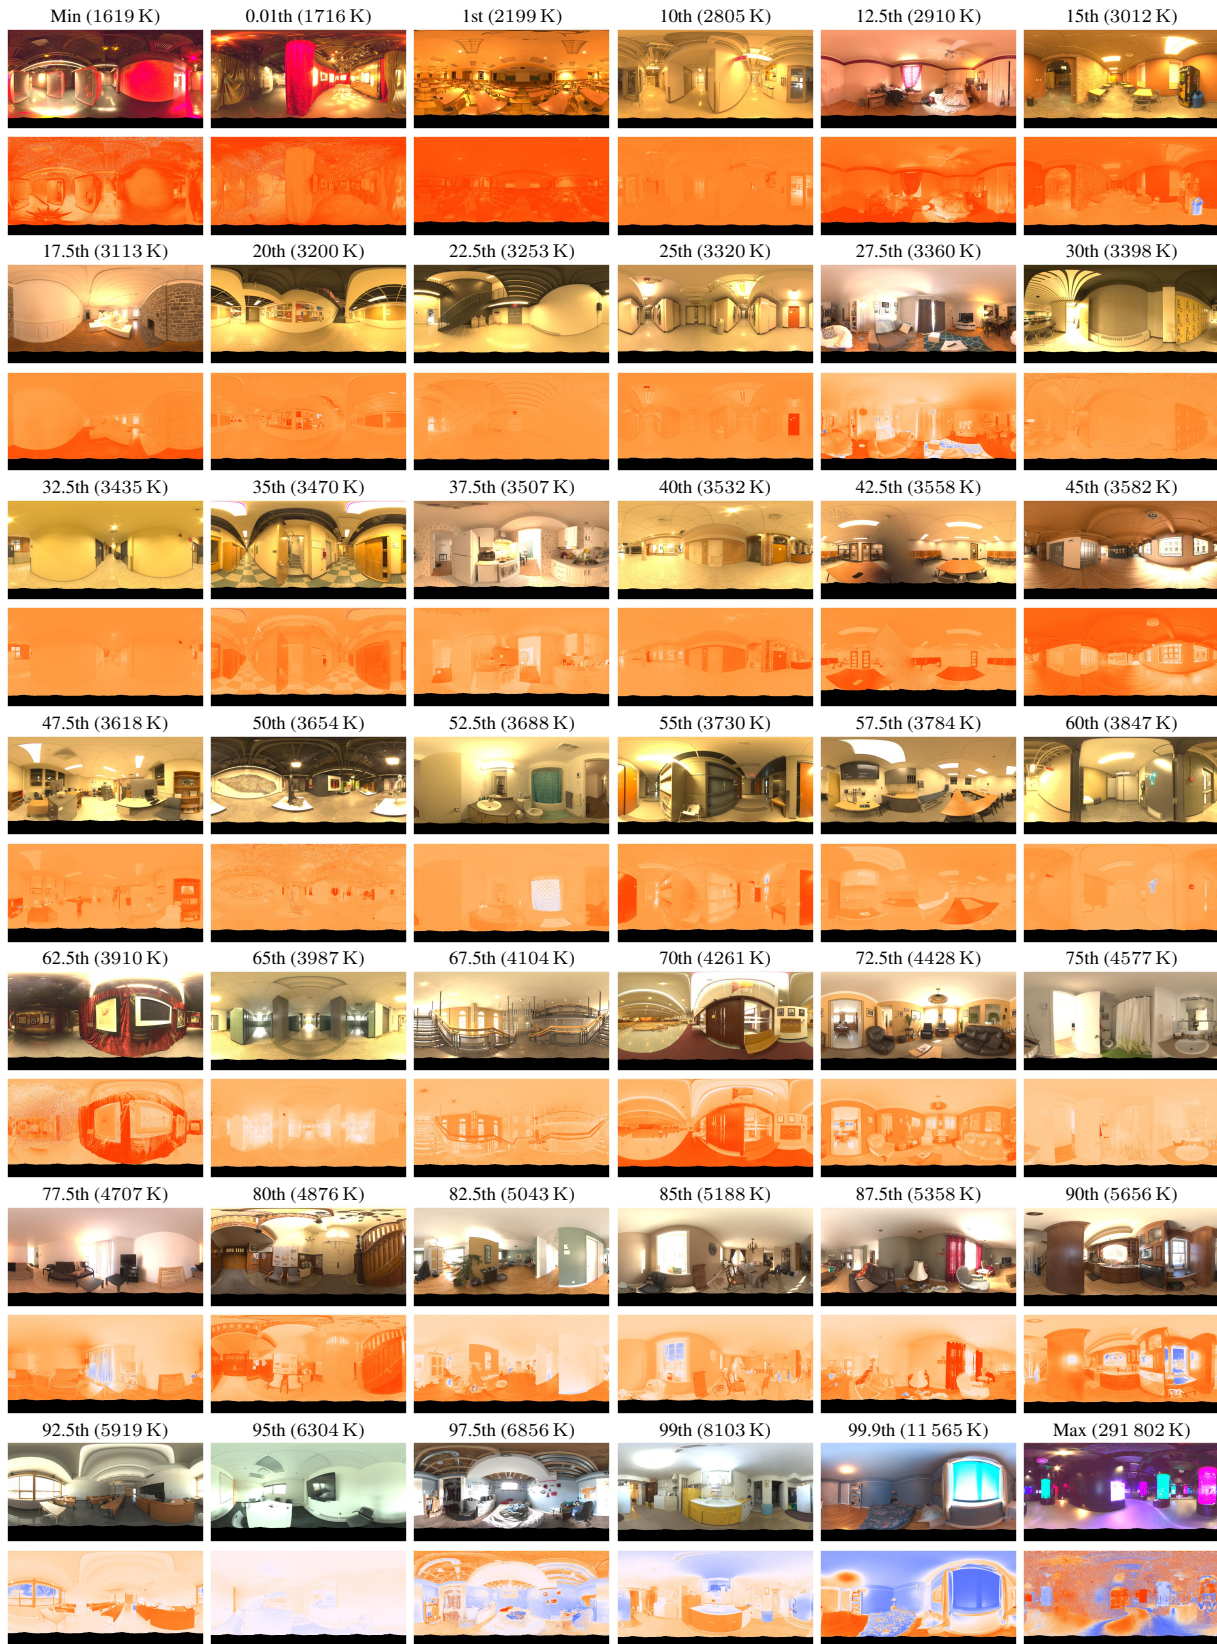 Min (1619 K) 0.01th (1716 K) 1st (2199 K) 10th (2805 K) 12.5th (2910 K) 15th (3012 K)
17.5th (3113 K) 20th (3200 K) 22.5th (3253 K) 25th (3320 K) 27.5th (3360 K) 30th (3398 K)
32.5th (3435 K) 35th (3470 K) 37.5th (3507 K) 40th (3532 K) 42.5th (3558 K) 45th (3582 K)
47.5th (3618 K) 50th (3654 K) 52.5th (3688 K) 55th (3730 K) 57.5th (3784 K) 60th (3847 K)
62.5th (3910 K) 65th (3987 K) 67.5th (4104 K) 70th (4261 K) 72.5th (4428 K) 75th (4577 K)
77.5th (4707 K) 80th (4876 K) 82.5th (5043 K) 85th (5188 K) 87.5th (5358 K) 90th (5656 K)
92.5th (5919 K) 95th (6304 K) 97.5th (6856 K) 99th (8103 K) 99.9th (11 565 K) Max (291 802 K)